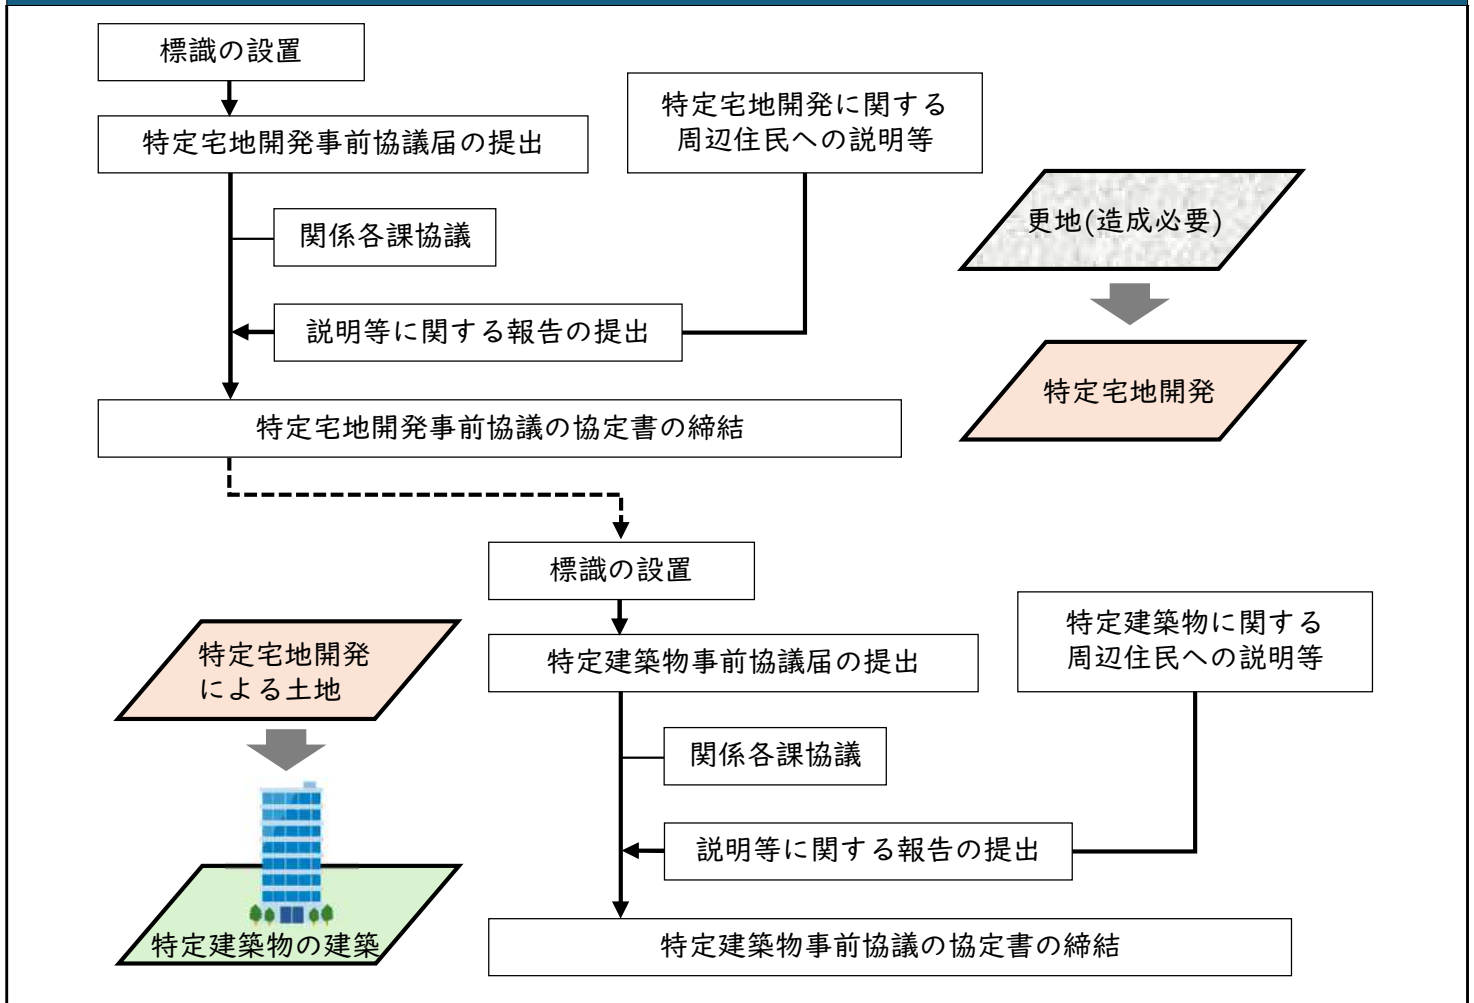 標識の設置
特定宅地開発事前協議届の提出
特定宅地開発に関する
周辺住民への説明等
関係各課協議
説明等に関する報告の提出
特定宅地開発事前協議の協定書の締結
更地(造成必要)
特定宅地開発
標識の設置
特定建築物事前協議届の提出
特定建築物に関する
周辺住民への説明等
関係各課協議
説明等に関する報告の提出
特定建築物事前協議の協定書の締結
特定宅地開発
による土地
特定建築物の建築